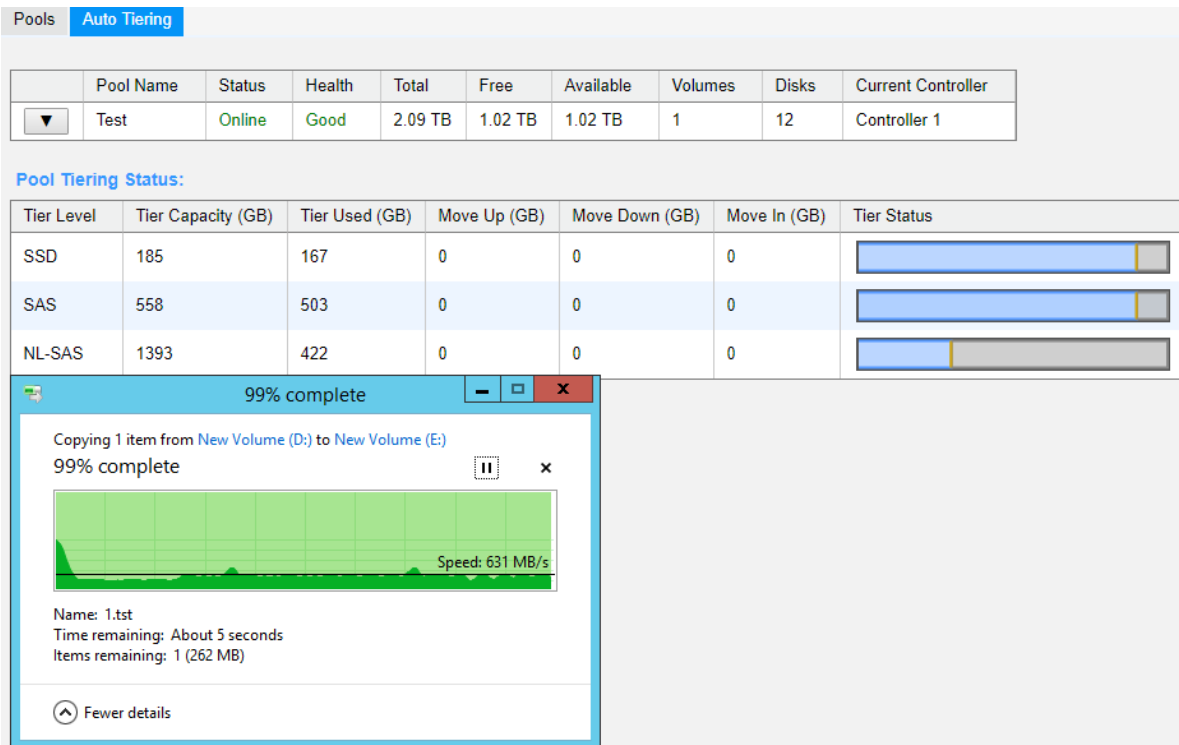 Pools Auto Tiering
Pool Name Status Health Total Free Available Volumes Disks Current Controller
▼ Test Online Good 2.09 TB 1.02 TB 1.02 TB 1 12 Controller 1
Pool Tiering Status:
Tier Level Tier Capacity (GB) Tier Used (GB) Move Up (GB) Move Down (GB) Move In (GB) Tier Status
SSD 185 167 0 0 0
SAS 558 503 0 0 0
NL-SAS 1393 422 0 0 0
99% complete
Copying 1 item from New Volume (D:) to New Volume (E:)
99% complete
Speed: 631 MB/s
Name: 1.tst
Time remaining: About 5 seconds
Items remaining: 1 (262 MB)
Fewer details